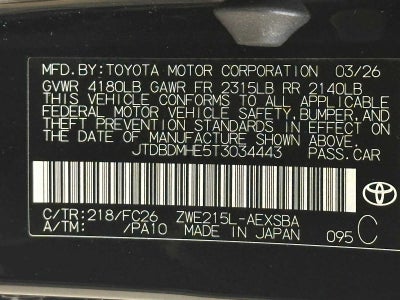 MFD.BY:TOYOTA MOTOR CORPORATION 03/26
GVWR 4180LB GAWR FR 2315LB RR 2140LB
THIS VEHICLE CONFORMS TO ALL APPLICABLE
FEDERAL MOTOR VEHICLE SAFETY,BUMPER,AND
THEFT PREVENTION STANDARDS IN EFFECT ON
THE DATE OF MANUFACTURE SHOWN ABOVE.
JTDBDMHE5T3034443 PASS.CAR
C/TR:218/FC26 ZWE215L-AEXSBA
A/TM: /PA10 MADE IN JAPAN 095 C
TOYOTA